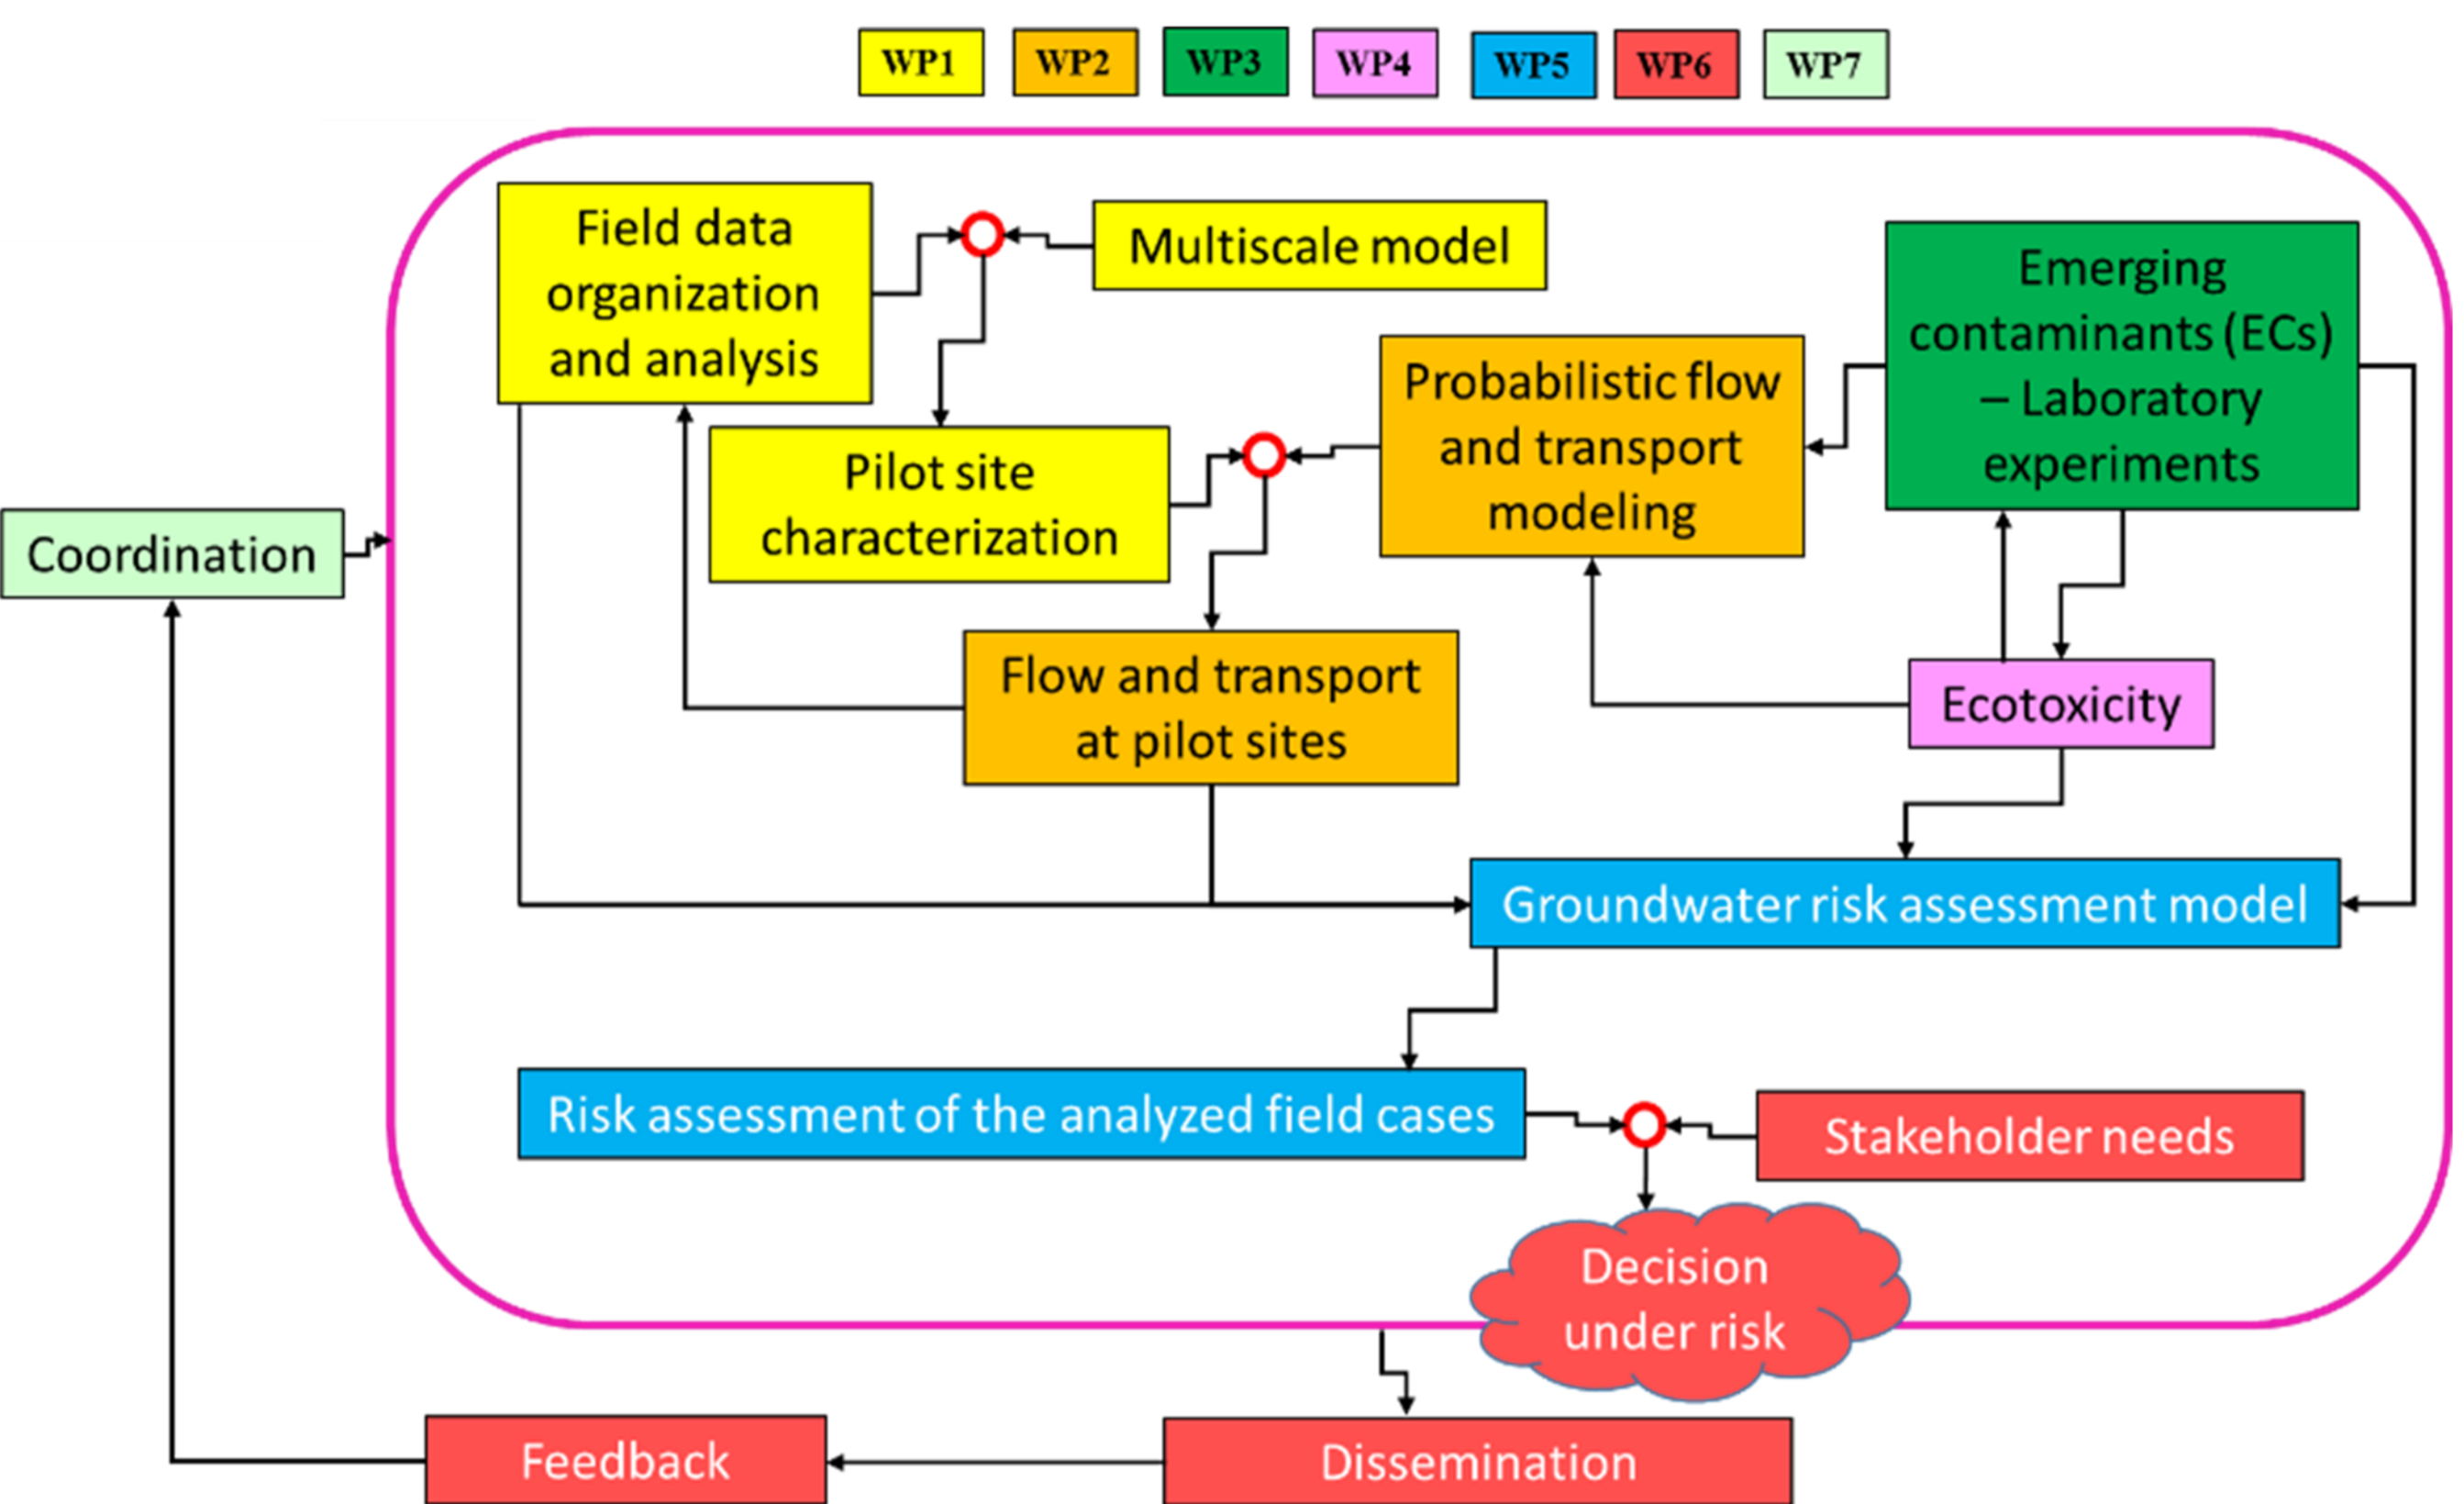 WP1 WP2 WP3 WP4 WP5 WP6 WP7
Field data
organization
and analysis
Multiscale model
Emerging
contaminants (ECs)
– Laboratory
experiments
Probabilistic flow
and transport
modeling
Pilot site
characterization
Coordination
Flow and transport
at pilot sites
Ecotoxicity
Groundwater risk assessment model
Risk assessment of the analyzed field cases
Stakeholder needs
Decision
under risk
Feedback
Dissemination